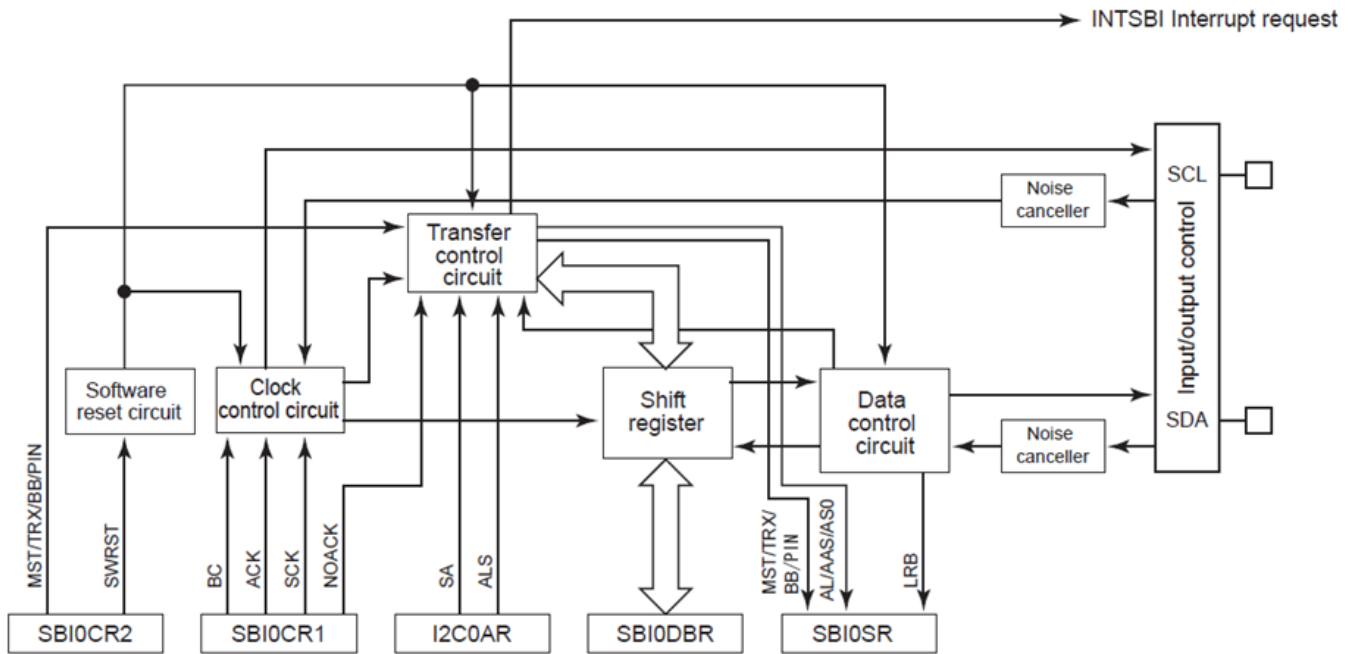 INTSBI Interrupt request
SCL
Noise
canceller
Input/output control
Transfer
control
circuit
Software
reset circuit
Clock
control circuit
Shift
register
Data
control
circuit
SDA
Noise
canceller
MST/TRX/BB/PIN
SWRST
BC
ACK
SCK
NOACK
SA
ALS
MST/TRX/
BB/PIN
AL/AAS/AS0
LRB
SBI0CR2
SBI0CR1
I2C0AR
SBI0DBR
SBI0SR